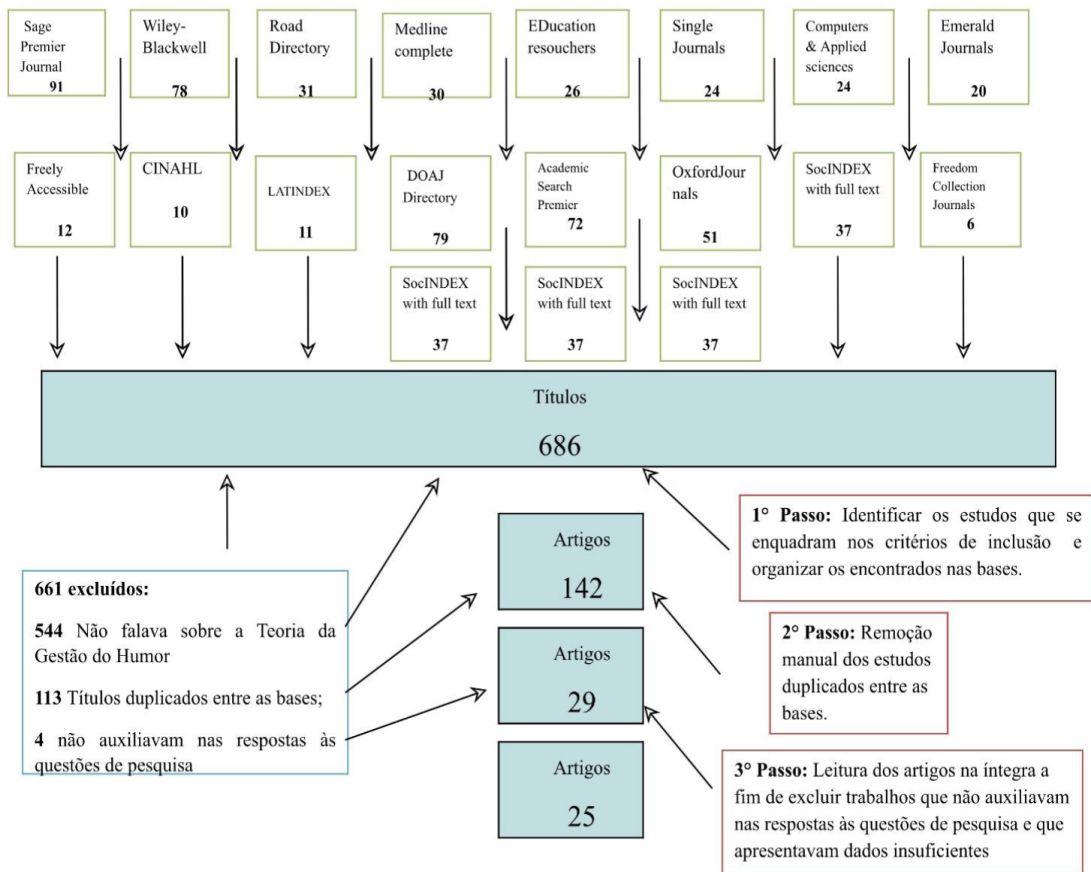 Sage
Premier
Journal
91
Wiley-
Blackwell
78
Road
Directory
31
Medline
complete
30
EDucation
resouchers
26
Single
Journals
24
Computers
& Applied
sciences
24
Emerald
Journals
20
Freely
Accessible
12
CINAHL
10
LATINDEX
11
DOAJ
Directory
79
Academic
Search
Premier
72
OxfordJour
nals
51
SocINDEX
with full text
37
Freedom
Collection
Journals
6
SocINDEX
with full text
37
SocINDEX
with full text
37
SocINDEX
with full text
37
Títulos
686
1° Passo: Identificar os estudos que se
enquadram nos critérios de inclusão e
organizar os encontrados nas bases.
661 excluídos:
544 Não falava sobre a Teoria da
Gestão do Humor
113 Títulos duplicados entre as bases;
4 não auxiliavam nas respostas às
questões de pesquisa
Artigos
142
2° Passo: Remoção
manual dos estudos
duplicados entre as
bases.
Artigos
29
Artigos
25
3° Passo: Leitura dos artigos na íntegra a
fim de excluir trabalhos que não auxiliavam
nas respostas às questões de pesquisa e que
apresentavam dados insuficientes